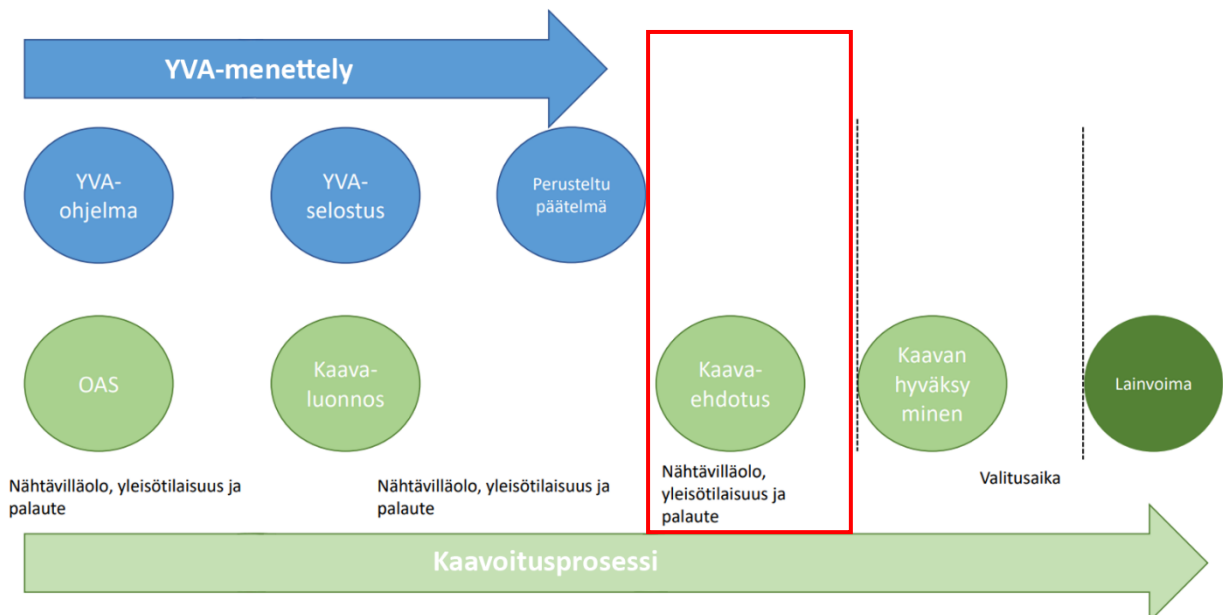 YVA-menettely
YVA-
ohjelma
YVA-
selostus
Perusteltu
päätelmä
OAS
Kaava-
luonnos
Kaava-
ehdotus
Kaavan
hyväksy
minen
Lainvoima
Nähtävilläolo, yleisötilaisuus ja
palaute
Nähtävilläolo, yleisötilaisuus ja
palaute
Nähtävilläolo,
yleisötilaisuus ja
palaute
Valitusaika
Kaavoitusprosessi